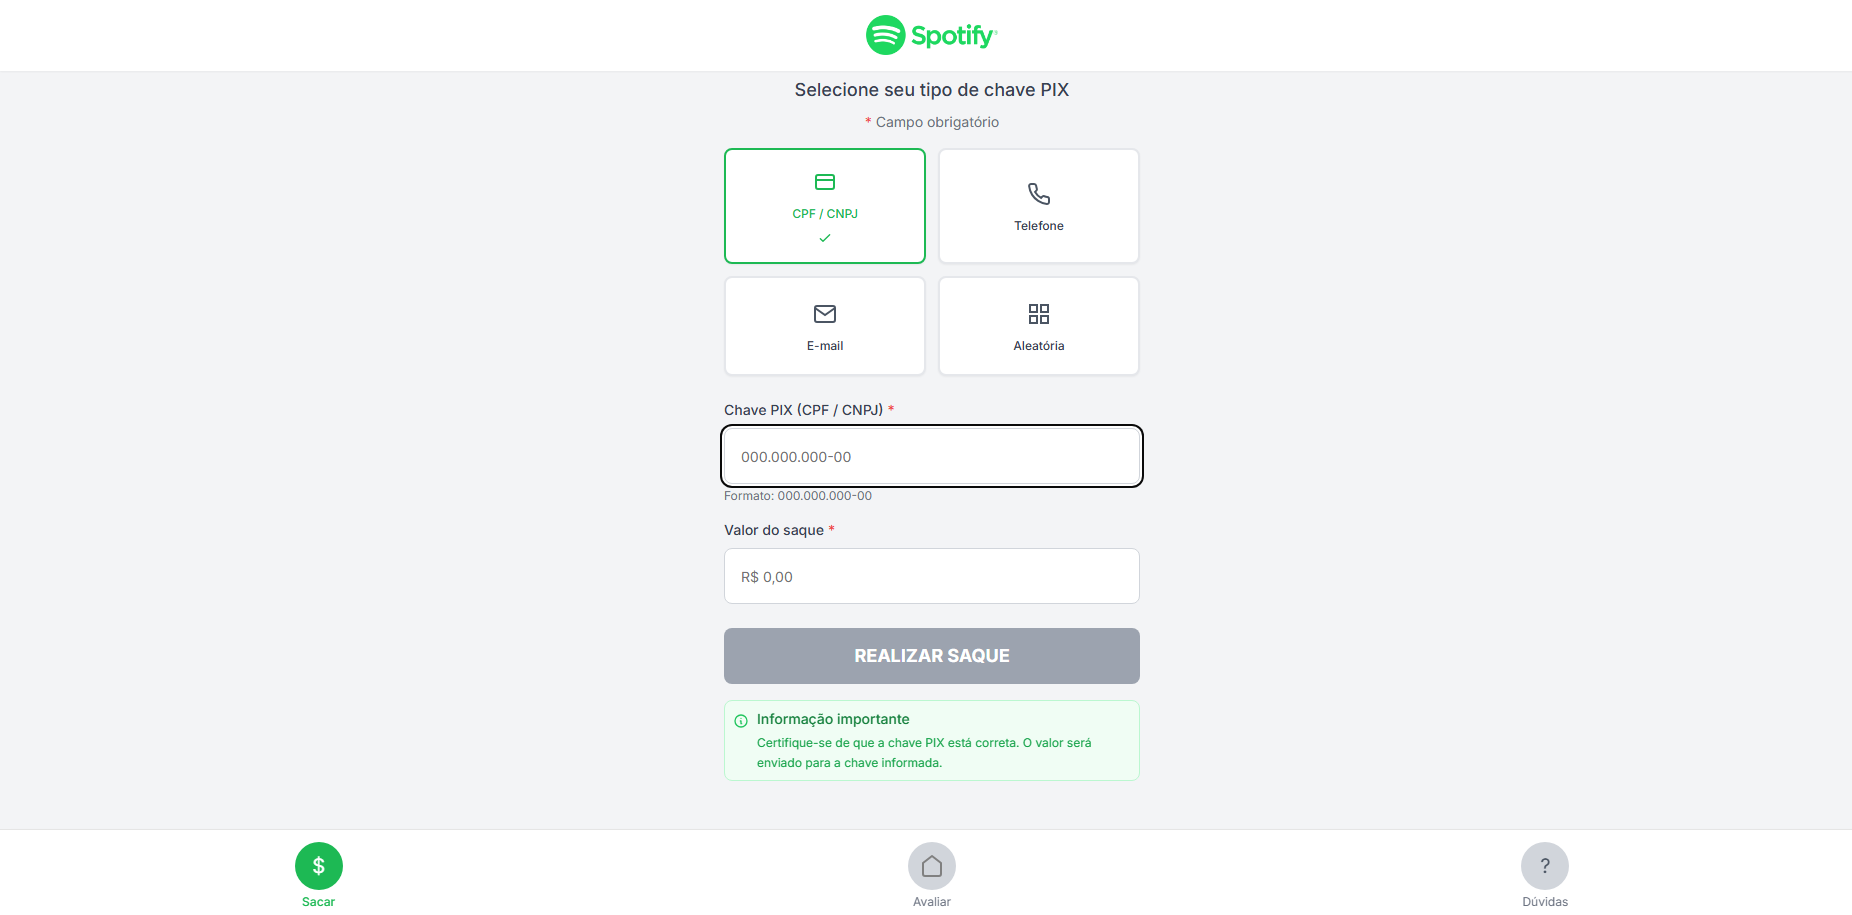 Spotify
Selecione seu tipo de chave PIX
* Campo obrigatório
CPF / CNPJ
Telefone
E-mail
Aleatória
Chave PIX (CPF / CNPJ) *
000.000.000-00
Formato: 000.000.000-00
Valor do saque *
R$ 0,00
REALIZAR SAQUE
Informação importante
Certifique-se de que a chave PIX está correta. O valor será
enviado para a chave informada.
$
Sacar
Avaliar
?
Dúvidas